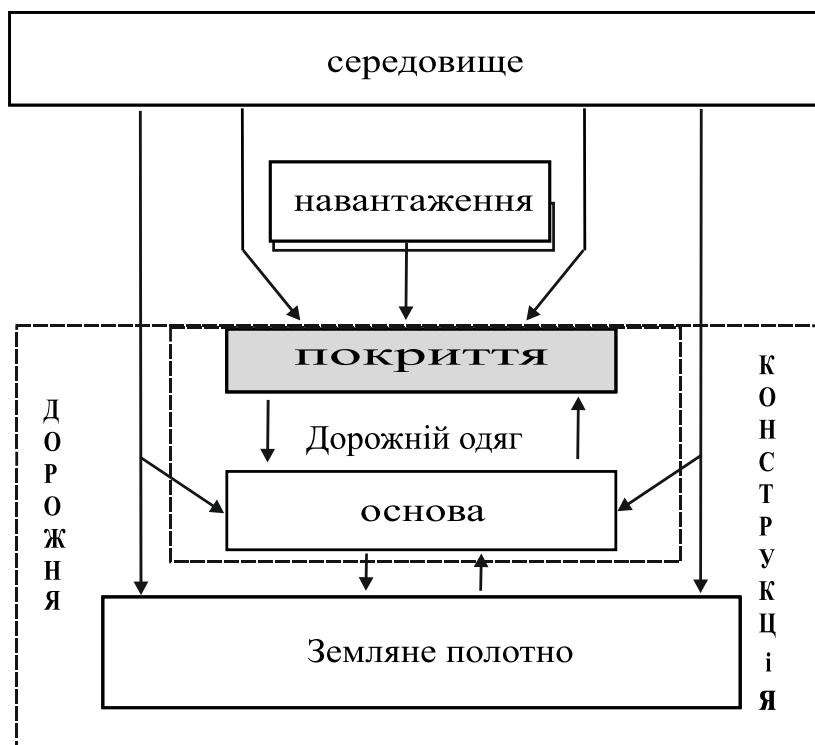 середовище
навантаження
покриття
Дорожній одяг
основа
Земляне полотно
ДОРОЖНЯ
КОНСТРУКЦіЯ